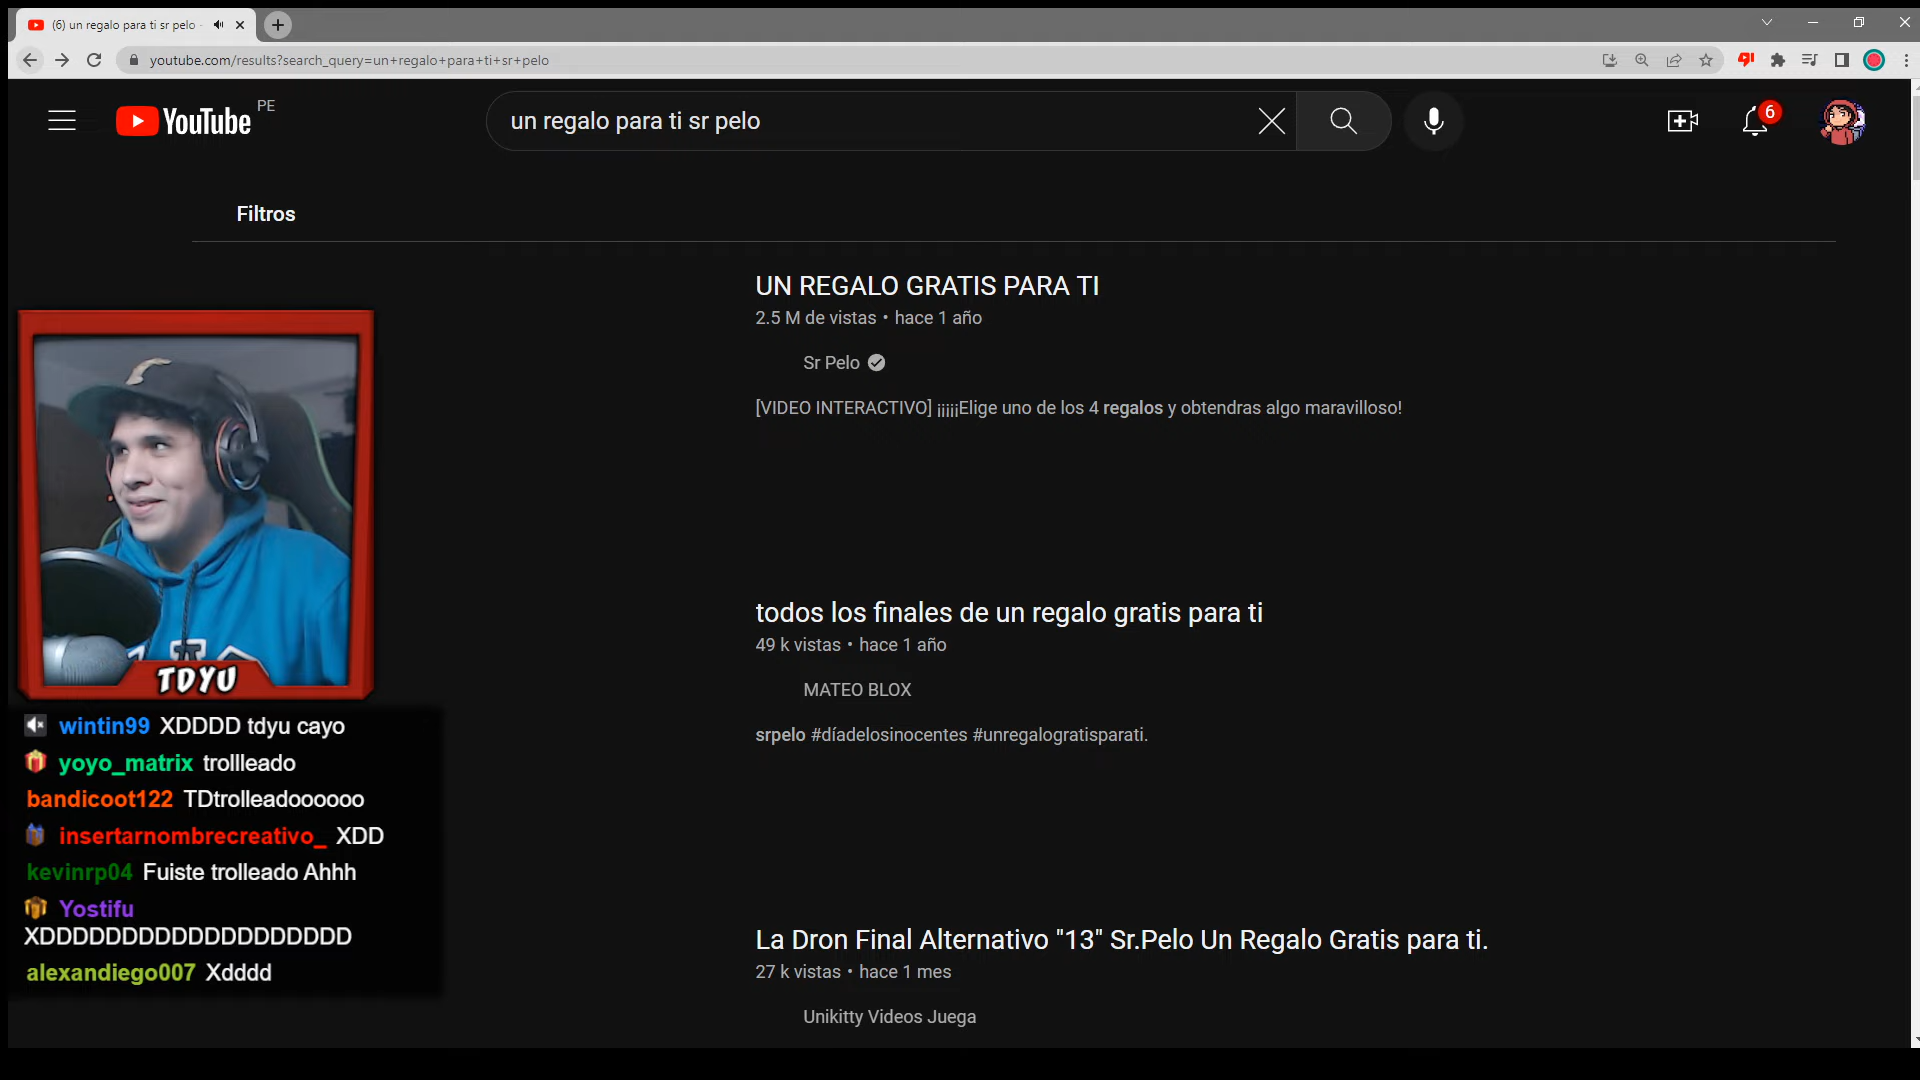 (6) un regalo para ti sr pelo -
youtube.com/results?search_query=un+regalo+para+ti+sr+pelo
YouTube PE
un regalo para ti sr pelo
6
Filtros
UN REGALO GRATIS PARA TI
2.5 M de vistas • hace 1 año
Sr Pelo
[VIDEO INTERACTIVO] ¡¡¡¡¡Elige uno de los 4 regalos y obtendras algo maravilloso!
todos los finales de un regalo gratis para ti
49 k vistas • hace 1 año
MATEO BLOX
srpelo #díadelosinocentes #unregalogratisparati.
La Dron Final Alternativo "13" Sr.Pelo Un Regalo Gratis para ti.
27 k vistas • hace 1 mes
Unikitty Videos Juega
TDYU
wintin99 XDDDD tdyu cayo
yoyo_matrix trollleado
bandicoot122 TDtrolleadoooooo
insertarnombrecreativo_ XDD
kevinrp04 Fuiste trolleado Ahhh
Yostifu
XDDDDDDDDDDDDDDDDDDD
alexandiego007 Xdddd